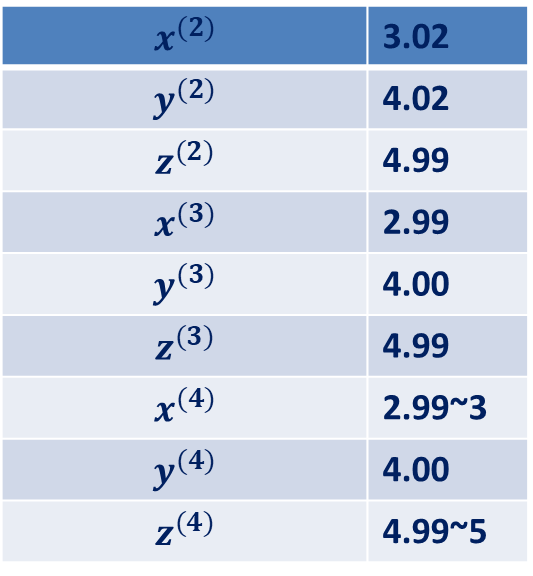 x(2) 3.02
y(2) 4.02
z(2) 4.99
x(3) 2.99
y(3) 4.00
z(3) 4.99
x(4) 2.99~3
y(4) 4.00
z(4) 4.99~5